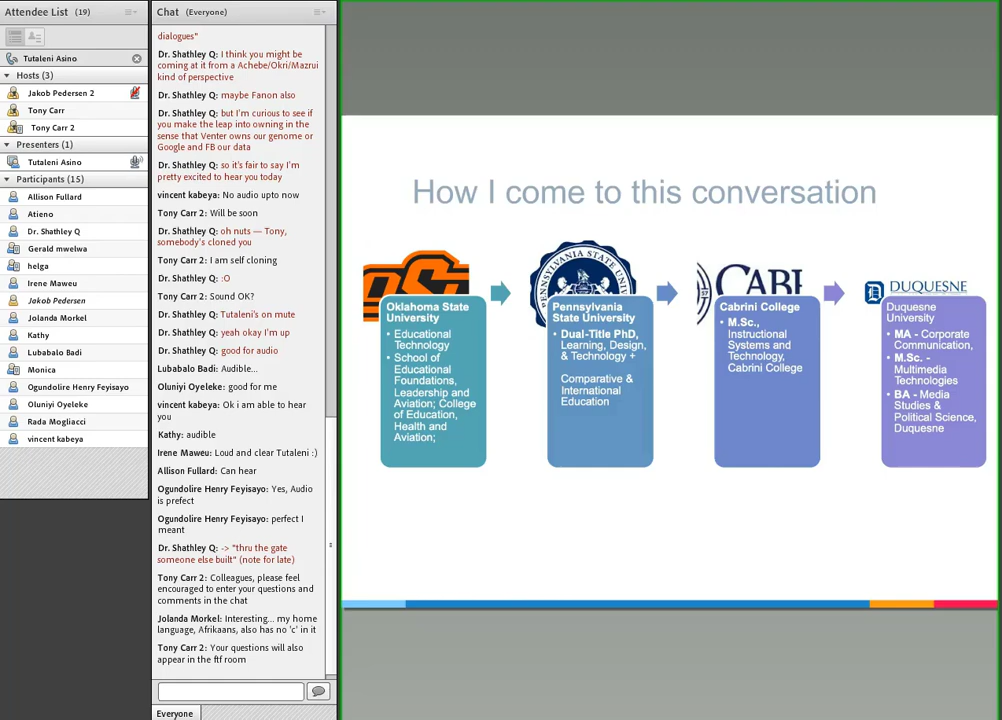 Attendee List (19)
Tutaleni Asino
Hosts (3)
Jakob Pedersen 2
Tony Carr
Tony Carr 2
Presenters (1)
Tutaleni Asino
Participants (15)
Allison Fullard
Atieno
Dr. Shathley Q
Gerald mwelwa
helga
Irene Maweu
Jakob Pedersen
Jolanda Morkel
Kathy
Lubabalo Badi
Monica
Ogundolire Henry Feyisayo
Oluniyi Oyeleke
Rada Mogliacci
vincent kabeya
Chat (Everyone)
dialogues"
Dr. Shathley Q: I think you might be
coming at it from a Achebe/Okri/Mazrui
kind of perspective
Dr. Shathley Q: maybe Fanon also
Dr. Shathley Q: but I'm curious to see if
you make the leap into owning in the
sense that Venter owns our genome or
Google and FB our data
Dr. Shathley Q: so it's fair to say I'm
pretty excited to hear you today
vincent kabeya: No audio upto now
Tony Carr 2: Will be soon
Dr. Shathley Q: oh nuts — Tony,
somebody's cloned you
Tony Carr 2: I am self cloning
Dr. Shathley Q: :O
Tony Carr 2: Sound OK?
Dr. Shathley Q: Tutaleni's on mute
Dr. Shathley Q: yeah okay I'm up
Dr. Shathley Q: good for audio
Lubabalo Badi: Audible...
Oluniyi Oyeleke: good for me
vincent kabeya: Ok i am able to hear
you
Kathy: audible
Irene Maweu: Loud and clear Tutaleni :)
Allison Fullard: Can hear
Ogundolire Henry Feyisayo: Yes, Audio
is prefect
Ogundolire Henry Feyisayo: perfect I
meant
Dr. Shathley Q: -> "thru the gate
someone else built" (note for late)
Tony Carr 2: Colleagues, please feel
encouraged to enter your questions and
comments in the chat
Jolanda Morkel: Interesting... my home
language, Afrikaans, also has no 'c' in it
Tony Carr 2: Your questions will also
appear in the ftf room
Everyone
How I come to this conversation
PENNSYLVANIA STATE UNI
CABRI
DUQUESNE
Oklahoma State
University
• Educational
Technology
• School of
Educational
Foundations,
Leadership and
Aviation; College
of Education,
Health and
Aviation;
Pennsylvania
State University
• Dual-Title PhD,
Learning, Design,
& Technology +
Comparative &
International
Education
Cabrini College
• M.Sc.,
Instructional
Systems and
Technology,
Cabrini College
Duquesne
University
• MA - Corporate
Communication,
• M.Sc. -
Multimedia
Technologies
• BA - Media
Studies &
Political Science,
Duquesne